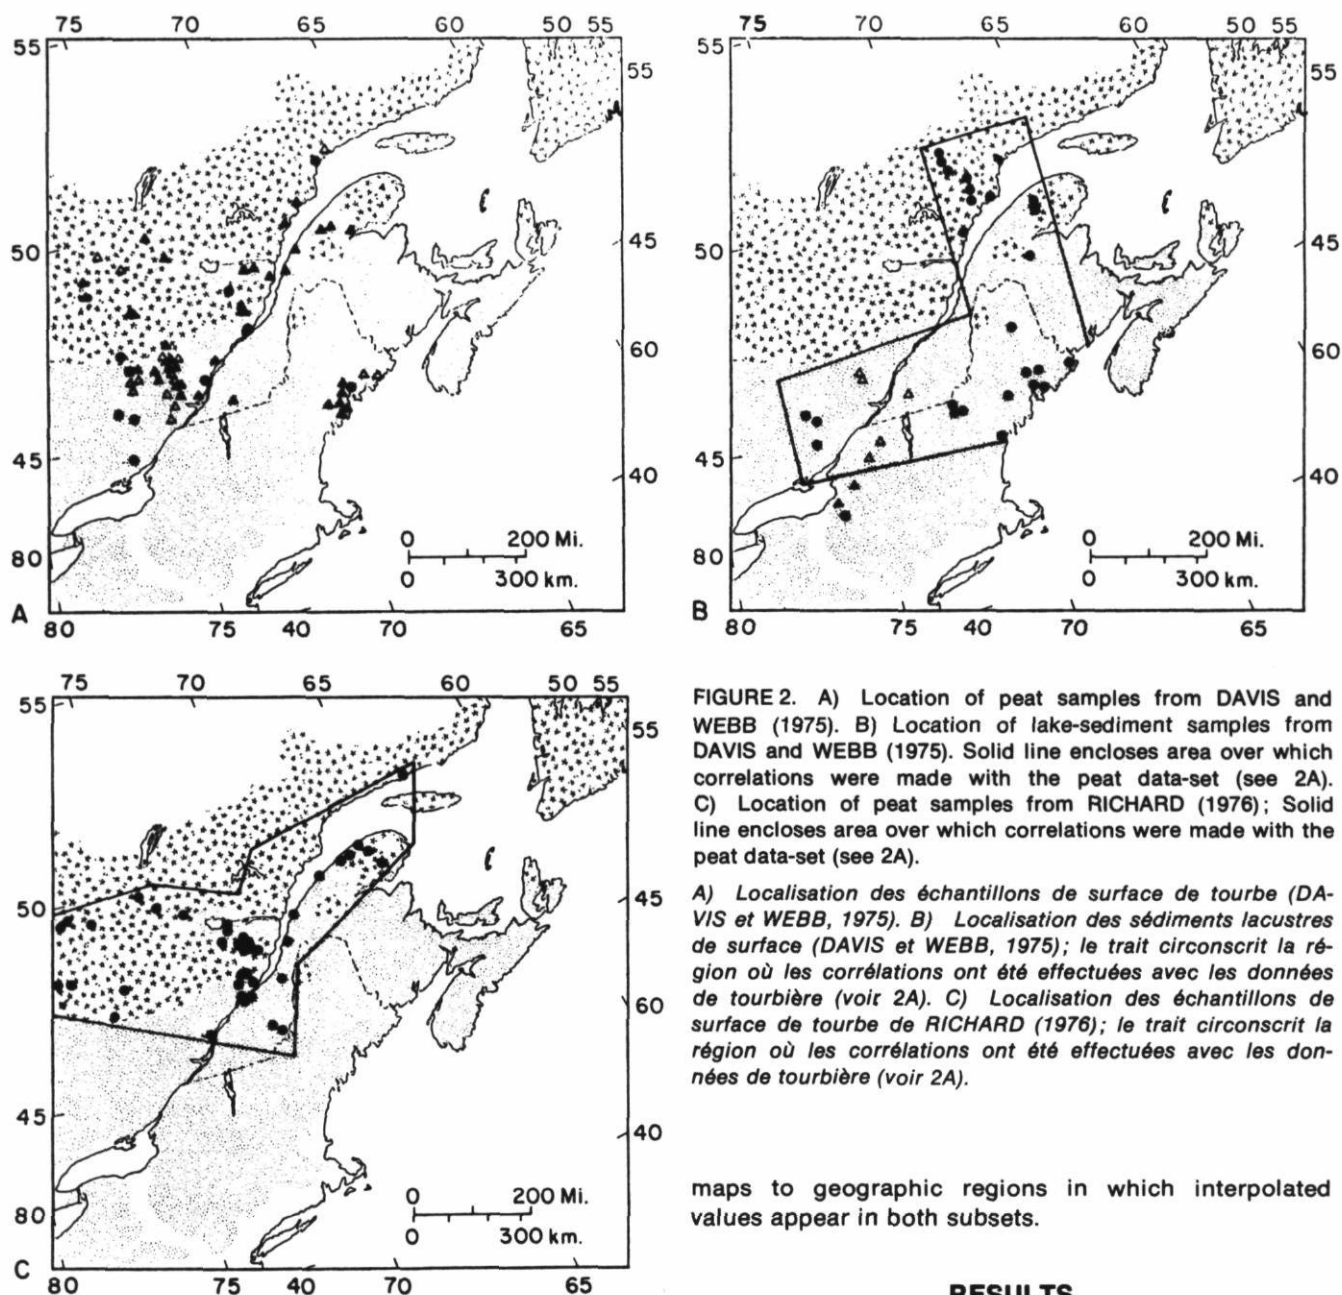 75 70 65 60 50 55
55
55
50
45
60
45
40
0 200 Mi.
80
0 300 km.
A
80 75 40 70 65
75 70 65 60 50 55
55
55
50
45
60
45
40
0 200 Mi.
80
0 300 km.
B
80 75 40 70 65
75 70 65 60 50 55
55
55
50
45
60
45
40
0 200 Mi.
80
0 300 km.
C
80 75 40 70 65
FIGURE 2. A) Location of peat samples from DAVIS and
WEBB (1975). B) Location of lake-sediment samples from
DAVIS and WEBB (1975). Solid line encloses area over which
correlations were made with the peat data-set (see 2A).
C) Location of peat samples from RICHARD (1976); Solid
line encloses area over which correlations were made with the
peat data-set (see 2A).
A) Localisation des échantillons de surface de tourbe (DA-
VIS et WEBB, 1975). B) Localisation des sédiments lacustres
de surface (DAVIS et WEBB, 1975); le trait circonscrit la ré-
gion où les corrélations ont été effectuées avec les données
de tourbière (voir 2A). C) Localisation des échantillons de
surface de tourbe de RICHARD (1976); le trait circonscrit la
région où les corrélations ont été effectuées avec les don-
nées de tourbière (voir 2A).
maps to geographic regions in which interpolated
values appear in both subsets.
RESULTS